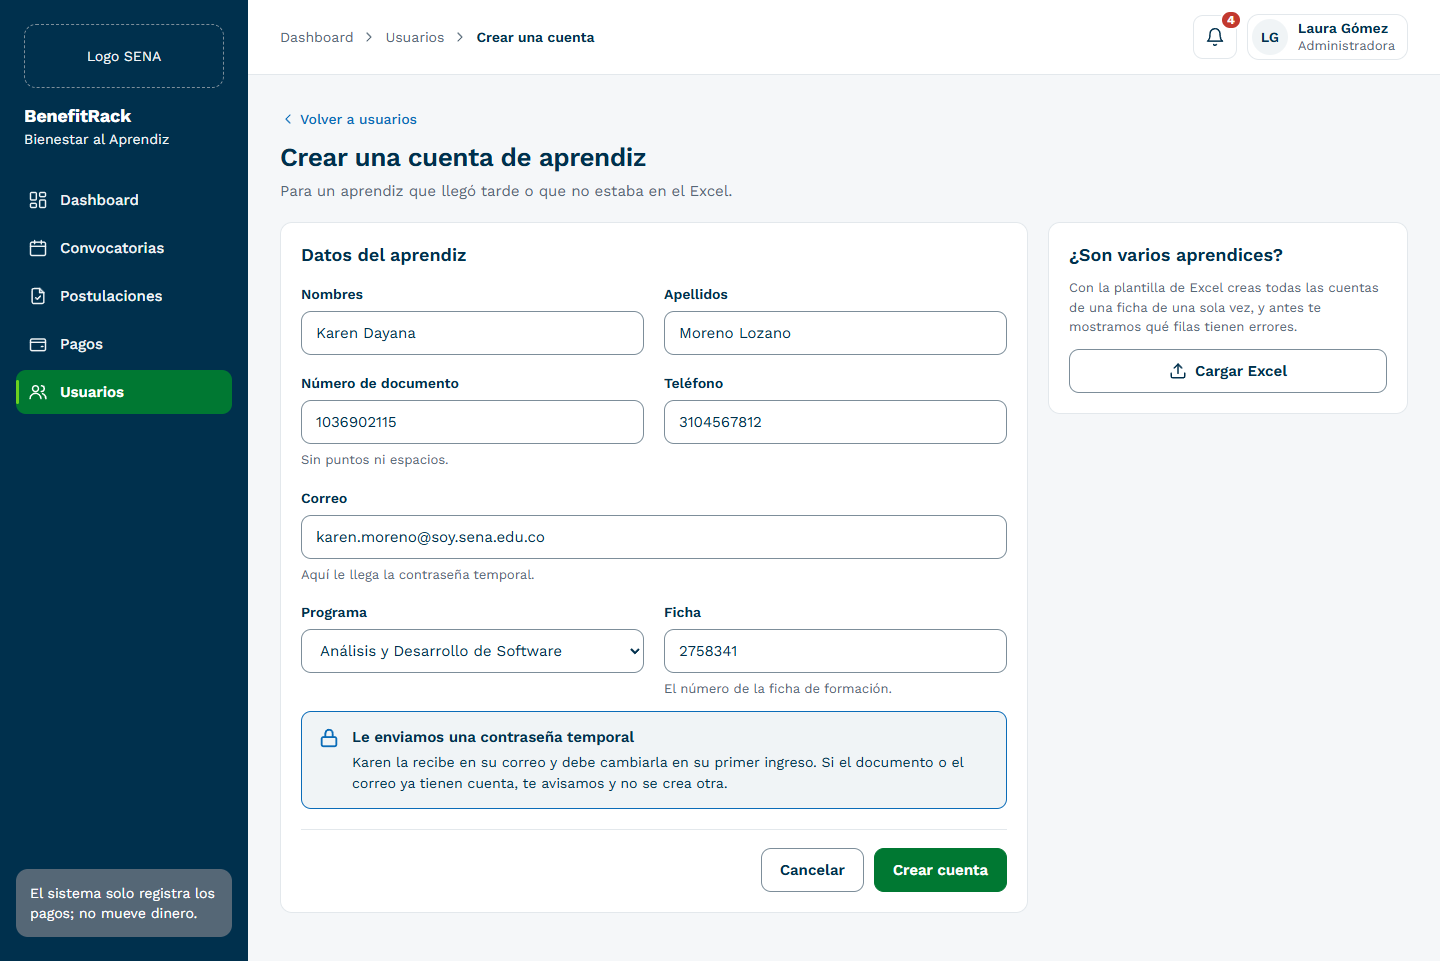 Logo SENA
BenefitRack
Bienestar al Aprendiz
Dashboard
Convocatorias
Postulaciones
Pagos
Usuarios
El sistema solo registra los
pagos; no mueve dinero.
Dashboard > Usuarios > Crear una cuenta
4
LG
Laura Gómez
Administradora
Volver a usuarios
Crear una cuenta de aprendiz
Para un aprendiz que llegó tarde o que no estaba en el Excel.
Datos del aprendiz
Nombres
Karen Dayana
Apellidos
Moreno Lozano
Número de documento
1036902115
Sin puntos ni espacios.
Teléfono
3104567812
Correo
karen.moreno@soy.sena.edu.co
Aquí le llega la contraseña temporal.
Programa
Análisis y Desarrollo de Software
Ficha
2758341
El número de la ficha de formación.
Le enviamos una contraseña temporal
Karen la recibe en su correo y debe cambiarla en su primer ingreso. Si el documento o el
correo ya tienen cuenta, te avisamos y no se crea otra.
Cancelar
Crear cuenta
¿Son varios aprendices?
Con la plantilla de Excel creas todas las cuentas
de una ficha de una sola vez, y antes te
mostramos qué filas tienen errores.
Cargar Excel